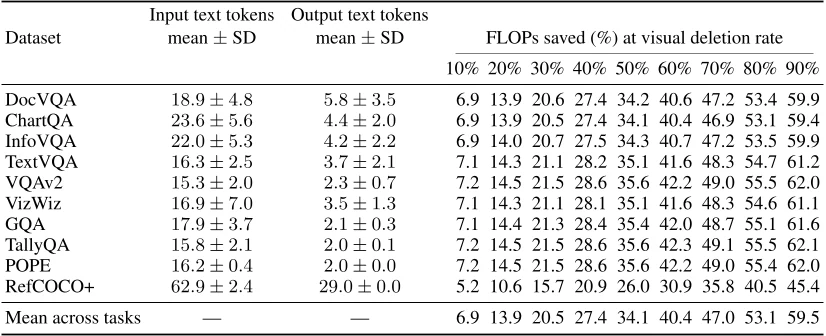 Input text tokens Output text tokens
Dataset mean ± SD mean ± SD FLOPs saved (%) at visual deletion rate
10% 20% 30% 40% 50% 60% 70% 80% 90%
DocVQA 18.9 ± 4.8 5.8 ± 3.5 6.9 13.9 20.6 27.4 34.2 40.6 47.2 53.4 59.9
ChartQA 23.6 ± 5.6 4.4 ± 2.0 6.9 13.9 20.5 27.4 34.1 40.4 46.9 53.1 59.4
InfoVQA 22.0 ± 5.3 4.2 ± 2.2 6.9 14.0 20.7 27.5 34.3 40.7 47.2 53.5 59.9
TextVQA 16.3 ± 2.5 3.7 ± 2.1 7.1 14.3 21.1 28.2 35.1 41.6 48.3 54.7 61.2
VQAv2 15.3 ± 2.0 2.3 ± 0.7 7.2 14.5 21.5 28.6 35.6 42.2 49.0 55.5 62.0
VizWiz 16.9 ± 7.0 3.5 ± 1.3 7.1 14.3 21.1 28.1 35.1 41.6 48.3 54.6 61.1
GQA 17.9 ± 3.7 2.1 ± 0.3 7.1 14.4 21.3 28.4 35.4 42.0 48.7 55.1 61.6
TallyQA 15.8 ± 2.1 2.0 ± 0.1 7.2 14.5 21.5 28.6 35.6 42.3 49.1 55.5 62.1
POPE 16.2 ± 0.4 2.0 ± 0.0 7.2 14.5 21.5 28.6 35.6 42.2 49.0 55.4 62.0
RefCOCO+ 62.9 ± 2.4 29.0 ± 0.0 5.2 10.6 15.7 20.9 26.0 30.9 35.8 40.5 45.4
Mean across tasks — — 6.9 13.9 20.5 27.4 34.1 40.4 47.0 53.1 59.5